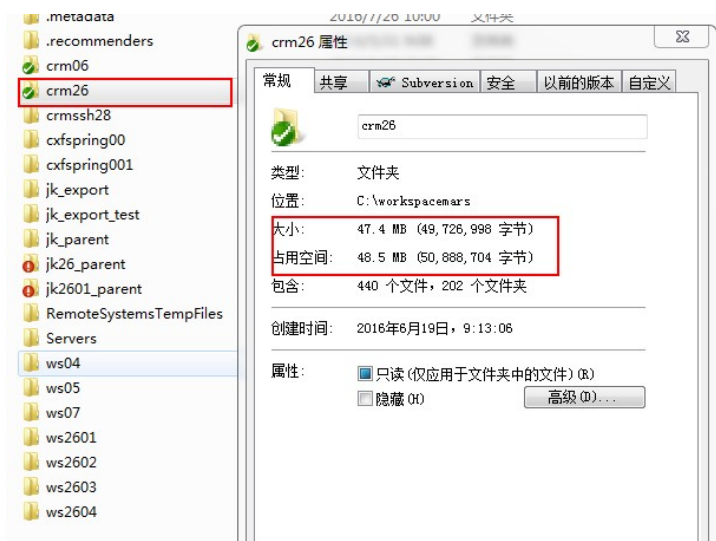 .metadata
2016/7/26 10:00
文件夹
.recommenders
crm06
crm26
crmssh28
cxfspring00
cxfspring001
jk_export
jk_export_test
jk_parent
jk26_parent
jk2601_parent
RemoteSystemsTempFiles
Servers
ws04
ws05
ws07
ws2601
ws2602
ws2603
ws2604
crm26 属性
常规 共享 Subversion 安全 以前的版本 自定义
crm26
类型: 文件夹
位置: C:\workspacemars
大小: 47.4 MB (49,726,998 字节)
占用空间: 48.5 MB (50,888,704 字节)
包含: 440 个文件，202 个文件夹
创建时间: 2016年6月19日，9:13:06
属性: 只读(仅应用于文件夹中的文件)(R)
隐藏(H)
高级(D)...